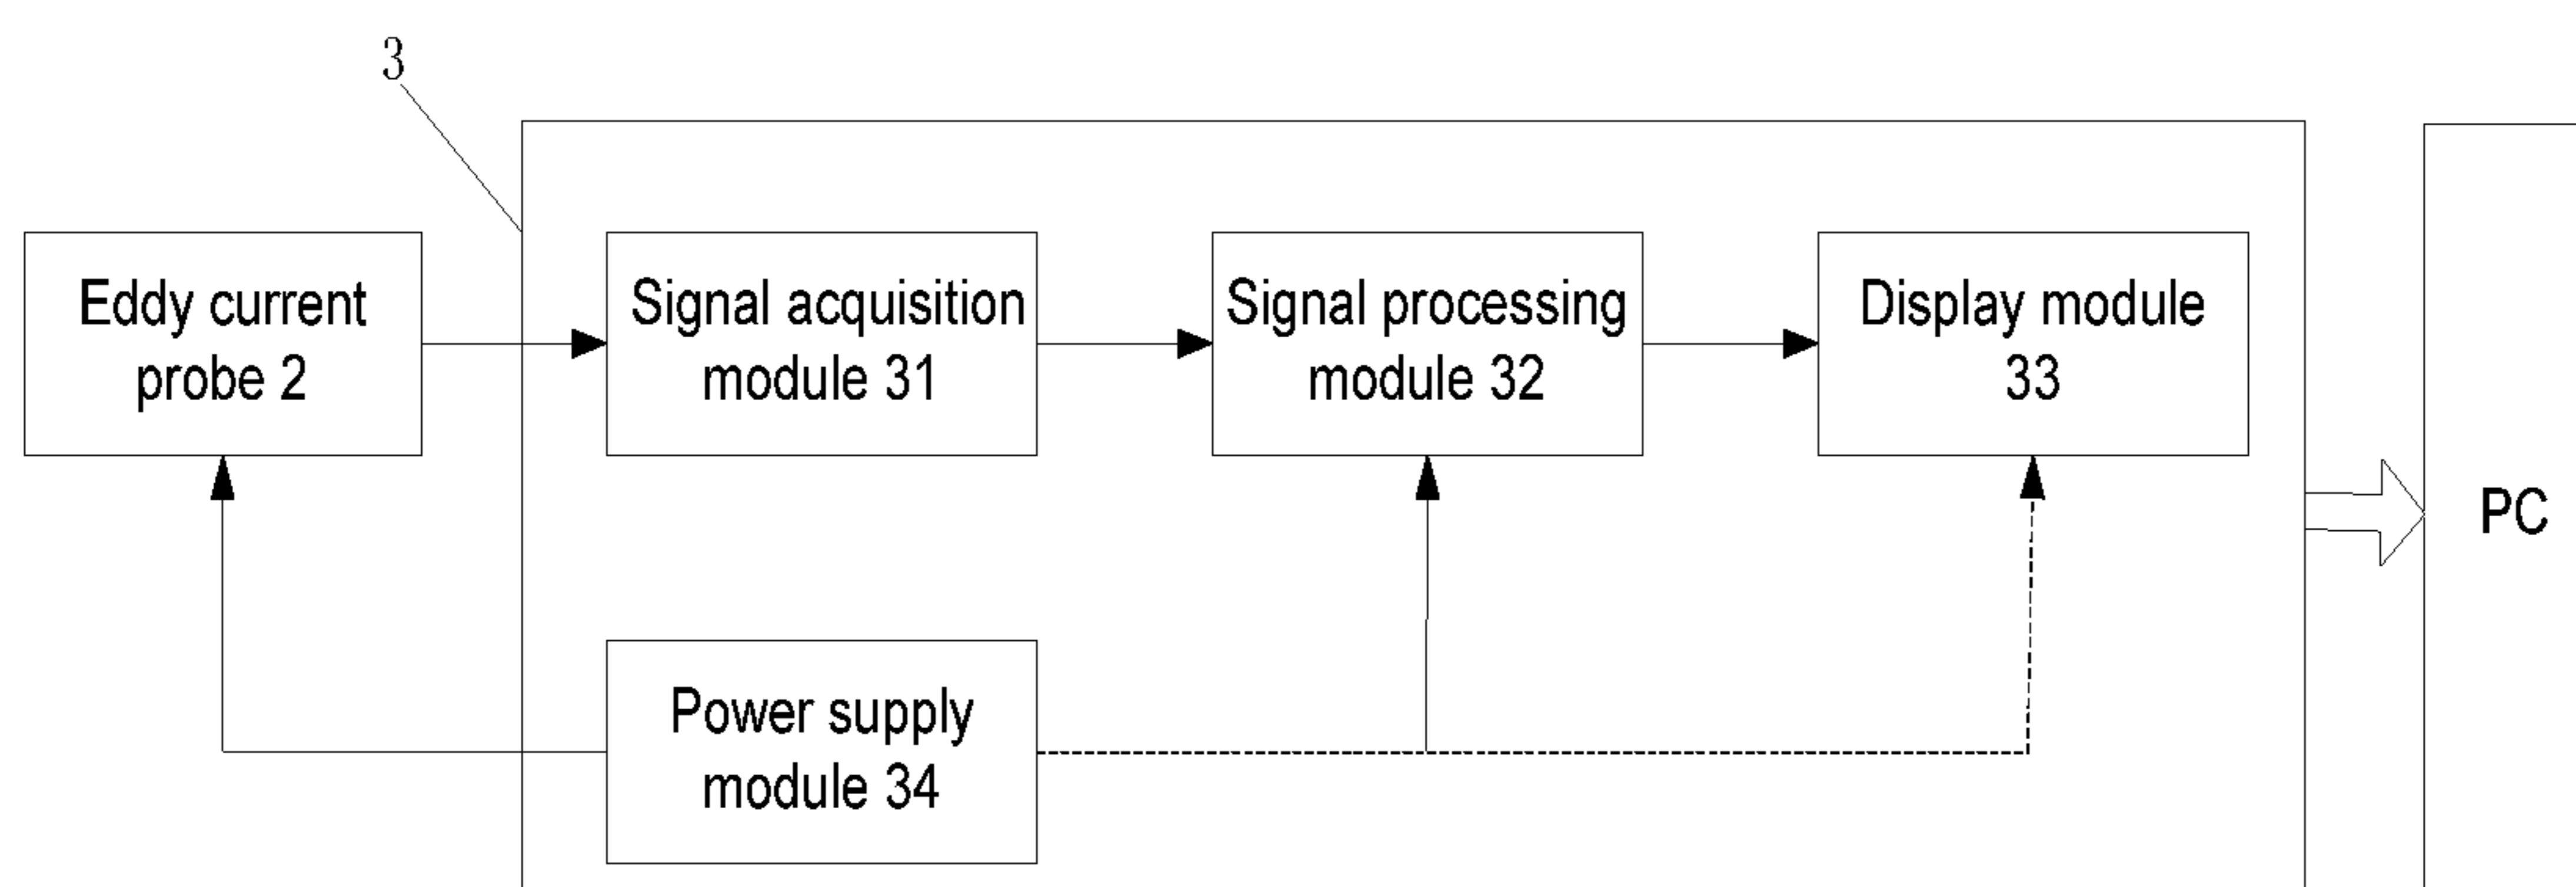 3
Eddy current
probe 2
Signal acquisition
module 31
Signal processing
module 32
Display module
33
PC
Power supply
module 34